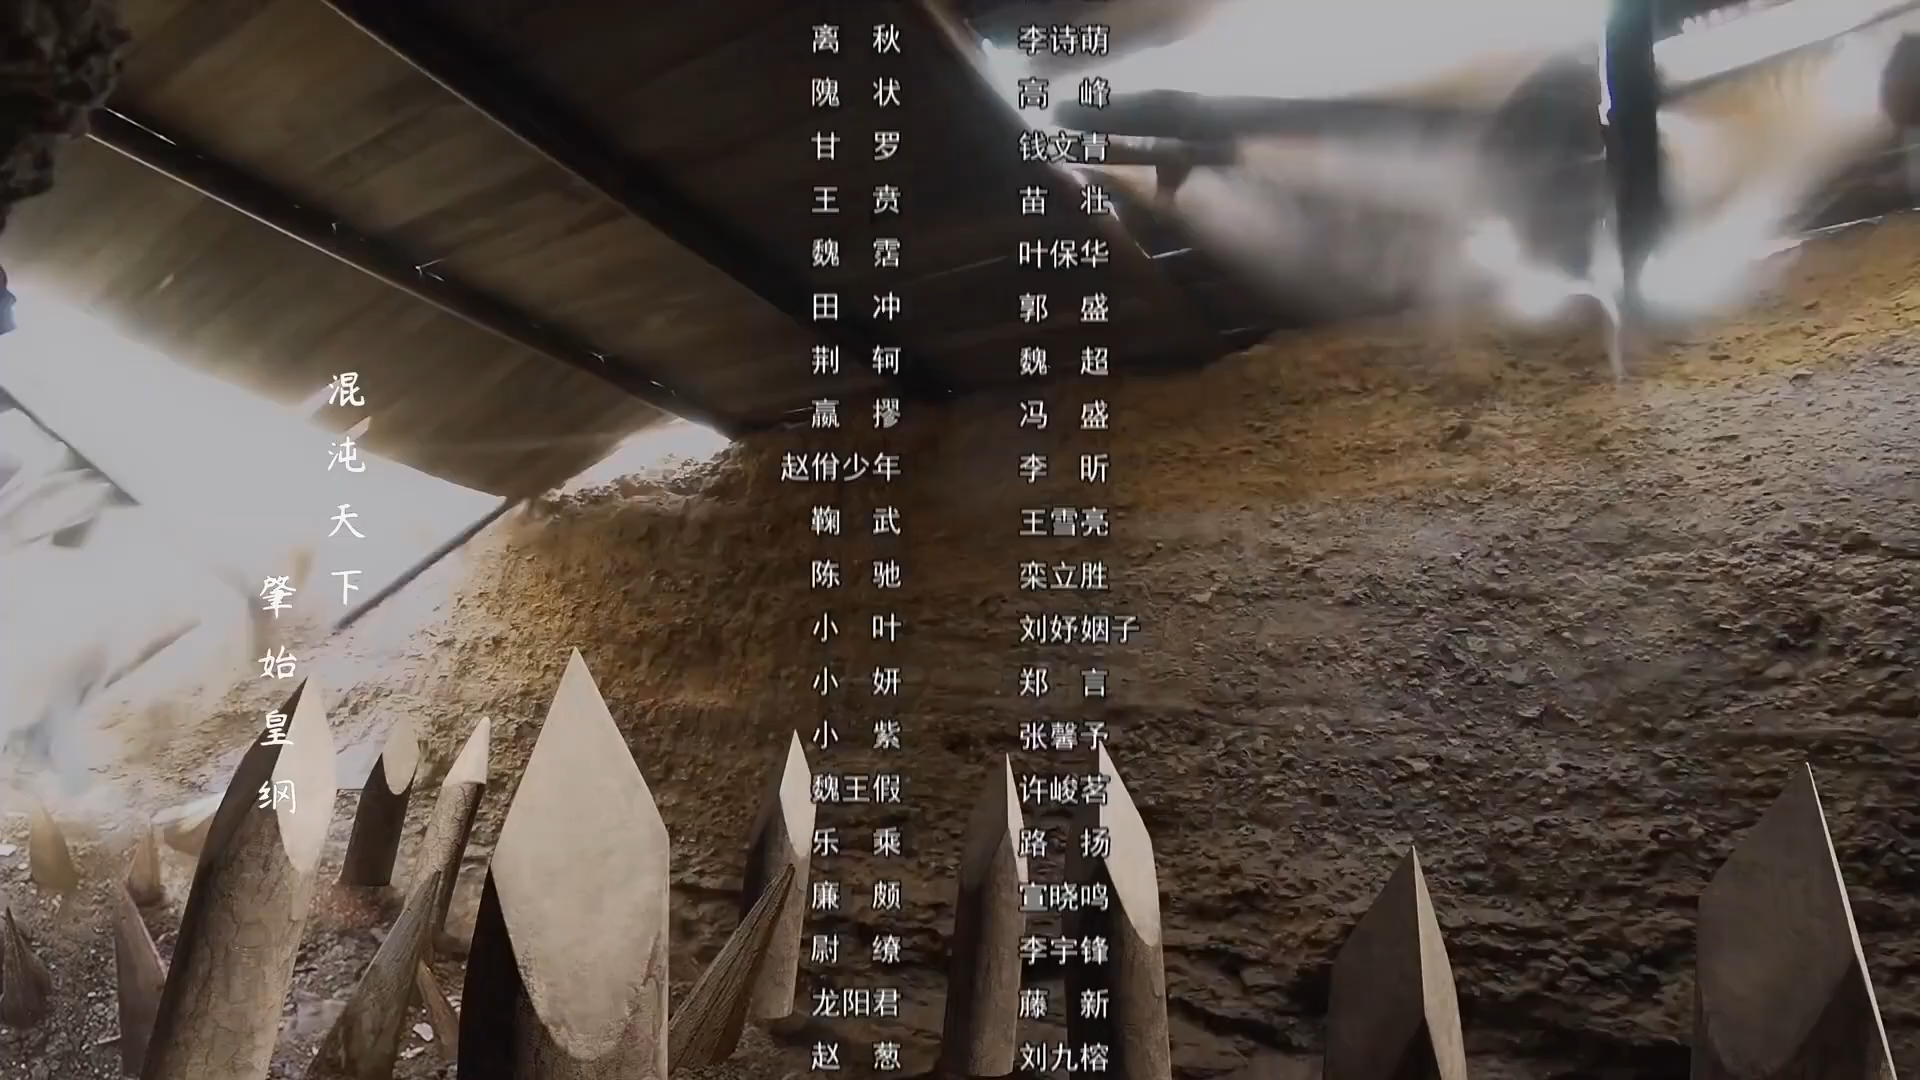 离秋 李诗萌
隗状 高峰
甘罗 钱文青
王贲 苗壮
魏霑 叶保华
田冲 郭盛
荆轲 魏超
嬴摎 冯盛
赵佾少年 李昕
鞠武 王雪亮
陈驰 栾立胜
小叶 刘妤姻子
小妍 郑言
小紫 张馨予
魏王假 许峻茗
乐乘 路扬
廉颇 宣晓鸣
尉缭 李宇锋
龙阳君 藤新
赵葱 刘九榕
混沌天下
肇始皇纲